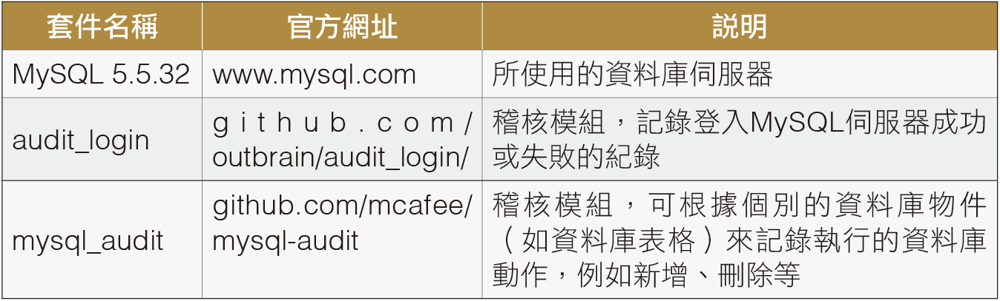 套件名稱 官方網址 説明
MySQL 5.5.32 www.mysql.com 所使用的資料庫伺服器
audit_login
github.com/
outbrain/audit_login/
稽核模組，記錄登入MySQL伺服器成功
或失敗的紀錄
mysql_audit
github.com/mcafee/
mysql-audit
稽核模組，可根據個別的資料庫物件
（如資料庫表格）來記錄執行的資料庫
動作，例如新增、刪除等